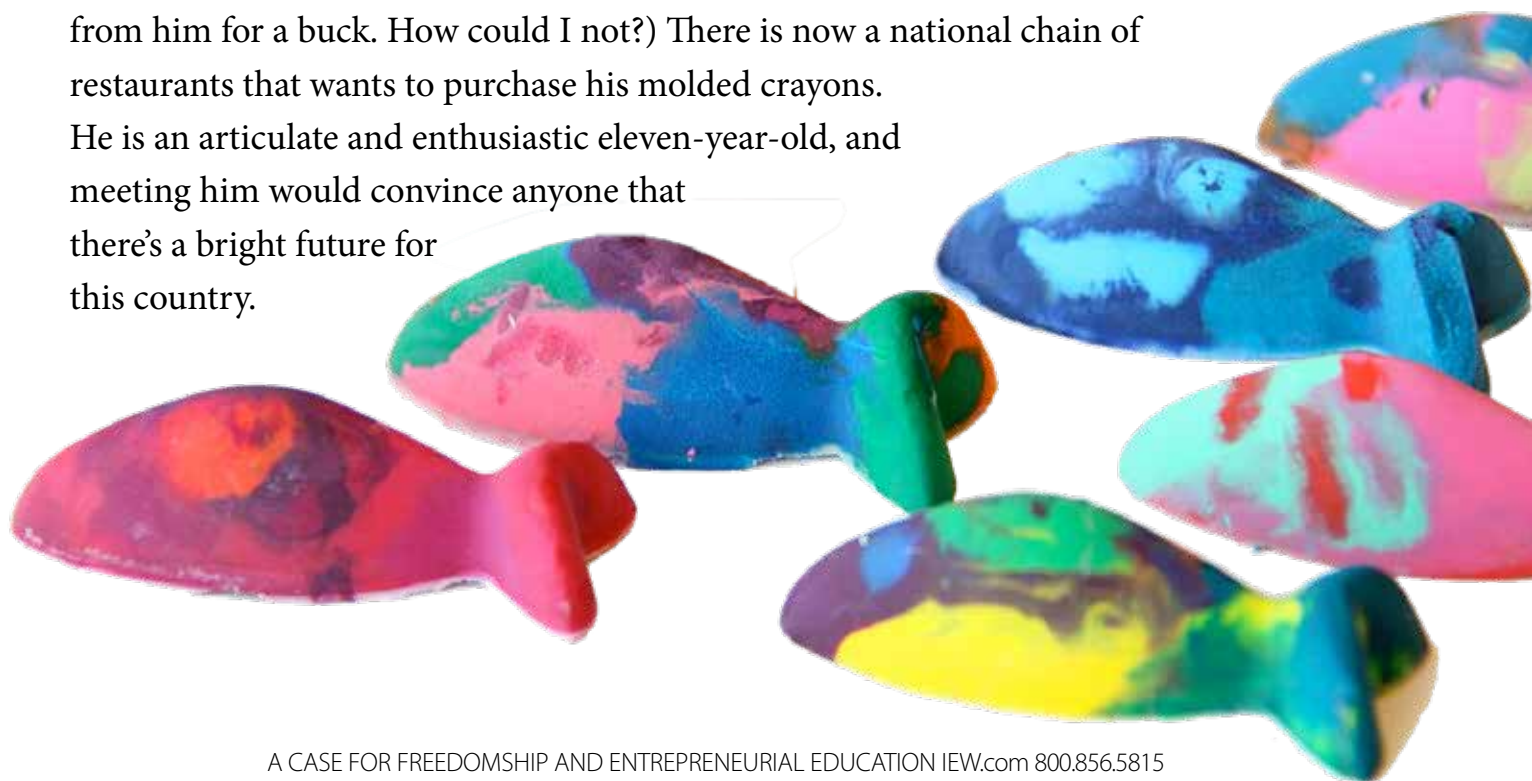 from him for a buck. How could I not?) There is now a national chain of
restaurants that wants to purchase his molded crayons.
He is an articulate and enthusiastic eleven-year-old, and
meeting him would convince anyone that
there's a bright future for
this country.
A CASE FOR FREEDOMSHIP AND ENTREPRENEURIAL EDUCATION IEW.com 800.856.5815